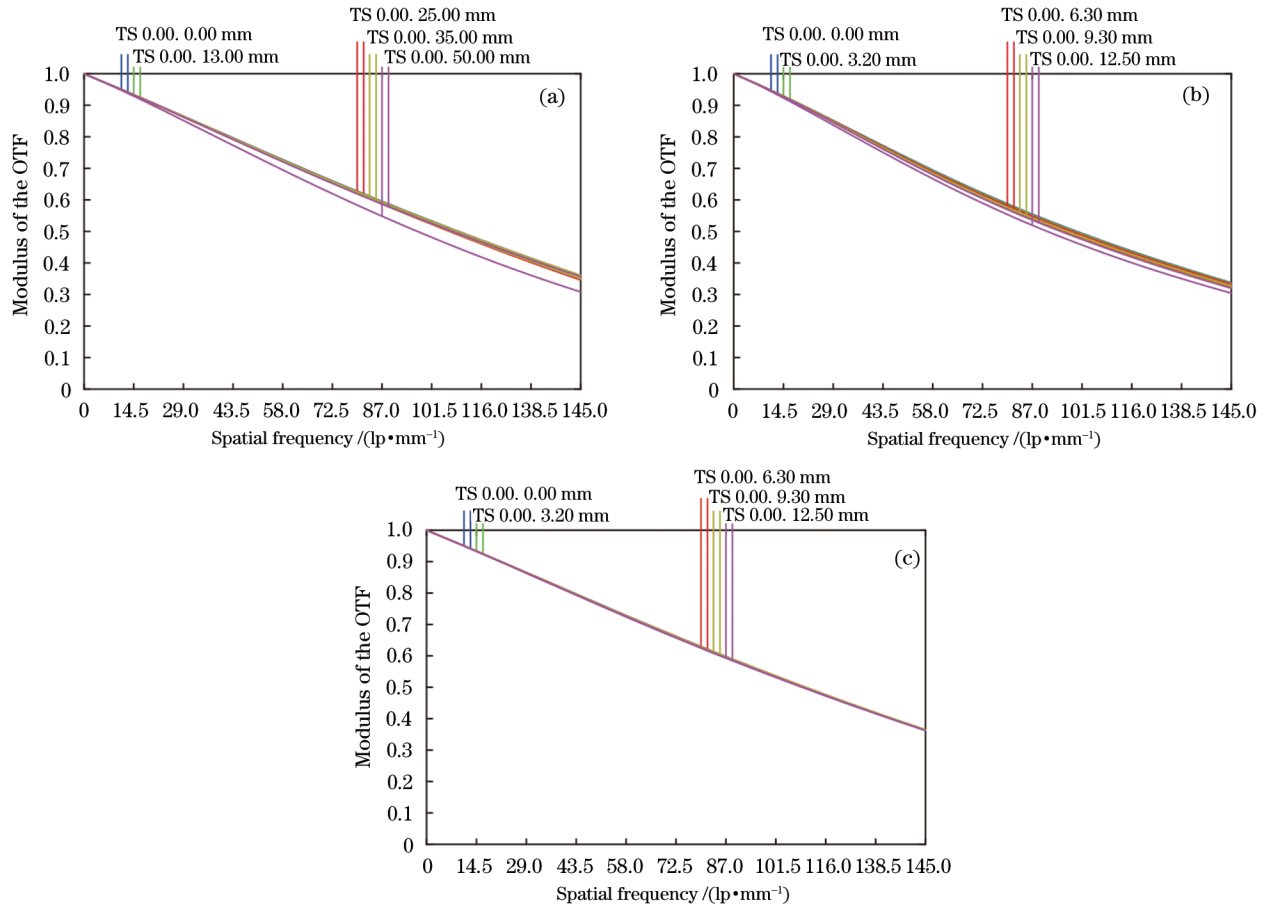 TS 0.00. 25.00 mm
TS 0.00. 0.00 mm
TS 0.00. 35.00 mm
TS 0.00. 13.00 mm
TS 0.00. 50.00 mm
(a)
Modulus of the OTF
1.0
0.9
0.8
0.7
0.6
0.5
0.4
0.3
0.2
0.1
0
0 14.5 29.0 43.5 58.0 72.5 87.0 101.5 116.0 138.5 145.0
Spatial frequency /(lp•mm⁻¹)
TS 0.00. 6.30 mm
TS 0.00. 0.00 mm
TS 0.00. 9.30 mm
TS 0.00. 3.20 mm
TS 0.00. 12.50 mm
(b)
Modulus of the OTF
1.0
0.9
0.8
0.7
0.6
0.5
0.4
0.3
0.2
0.1
0
0 14.5 29.0 43.5 58.0 72.5 87.0 101.5 116.0 138.5 145.0
Spatial frequency /(lp•mm⁻¹)
TS 0.00. 6.30 mm
TS 0.00. 0.00 mm
TS 0.00. 9.30 mm
TS 0.00. 3.20 mm
TS 0.00. 12.50 mm
(c)
Modulus of the OTF
1.0
0.9
0.8
0.7
0.6
0.5
0.4
0.3
0.2
0.1
0
0 14.5 29.0 43.5 58.0 72.5 87.0 101.5 116.0 138.5 145.0
Spatial frequency /(lp•mm⁻¹)